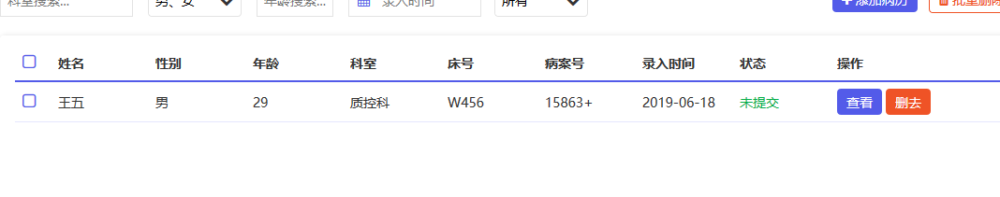 科室搜索... 男、女 年龄搜索... 录入时间 所有 添加病历 批量删除
姓名 性别 年龄 科室 床号 病案号 录入时间 状态 操作
王五 男 29 质控科 W456 15863+ 2019-06-18 未提交 查看 删去